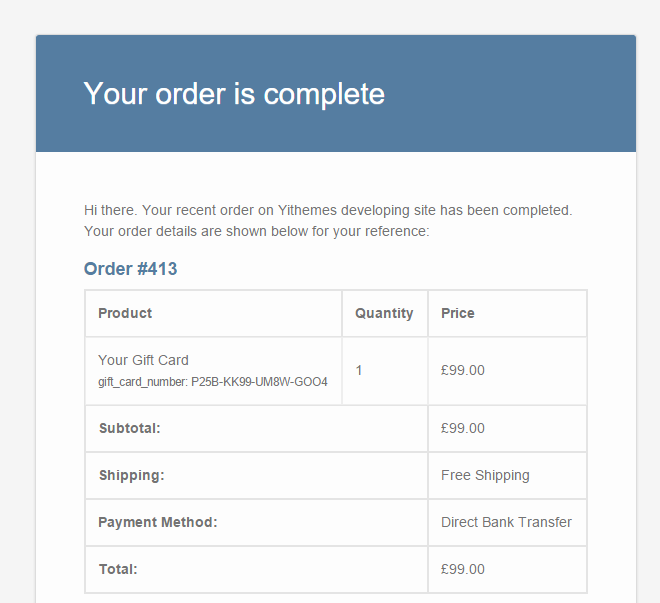 Your order is complete
Hi there. Your recent order on Yithemes developing site has been completed.
Your order details are shown below for your reference:
Order #413
Product Quantity Price
Your Gift Card
gift_card_number: P25B-KK99-UM8W-GOO4
1 £99.00
Subtotal: £99.00
Shipping: Free Shipping
Payment Method: Direct Bank Transfer
Total: £99.00